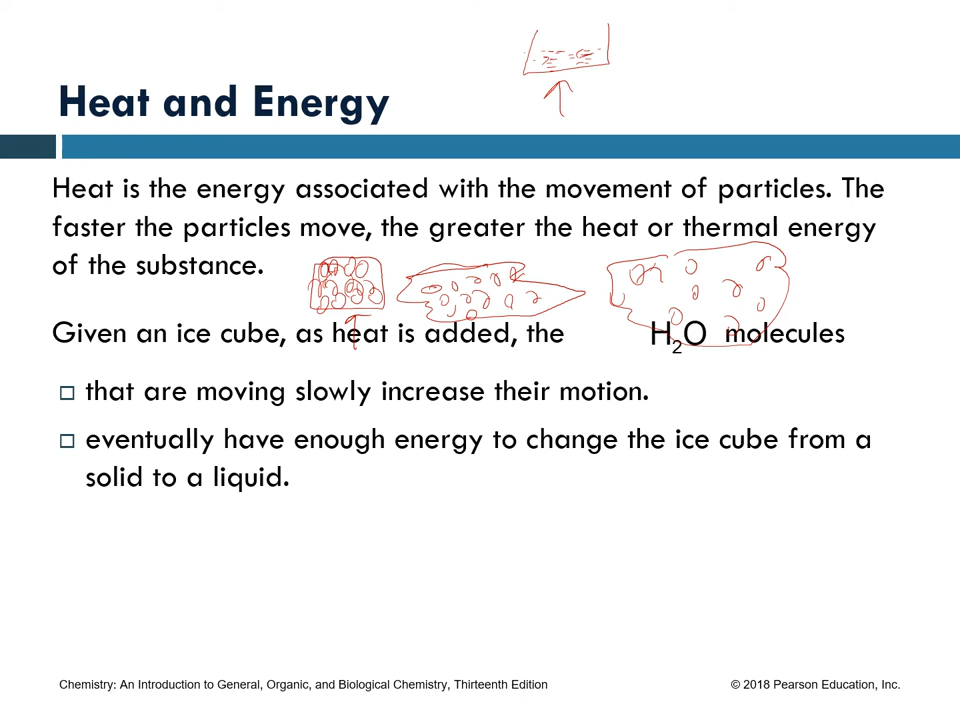 Heat and Energy
Heat is the energy associated with the movement of particles. The
faster the particles move, the greater the heat or thermal energy
of the substance.
Given an ice cube, as heat is added, the H₂O molecules
that are moving slowly increase their motion.
eventually have enough energy to change the ice cube from a
solid to a liquid.
Chemistry: An Introduction to General, Organic, and Biological Chemistry, Thirteenth Edition
© 2018 Pearson Education, Inc.